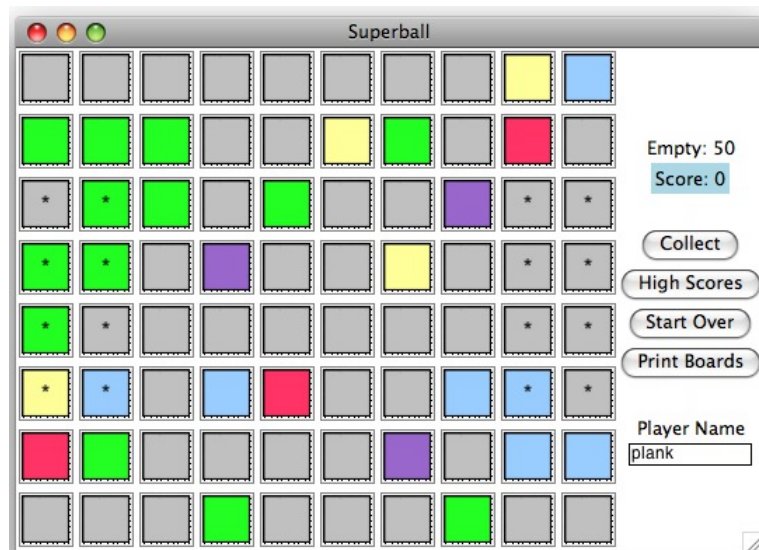 Superball
Empty: 50
Score: 0
* * * *
Collect
* * * *
High Scores
* * * *
Start Over
Print Boards
* * * *
Player Name
plank